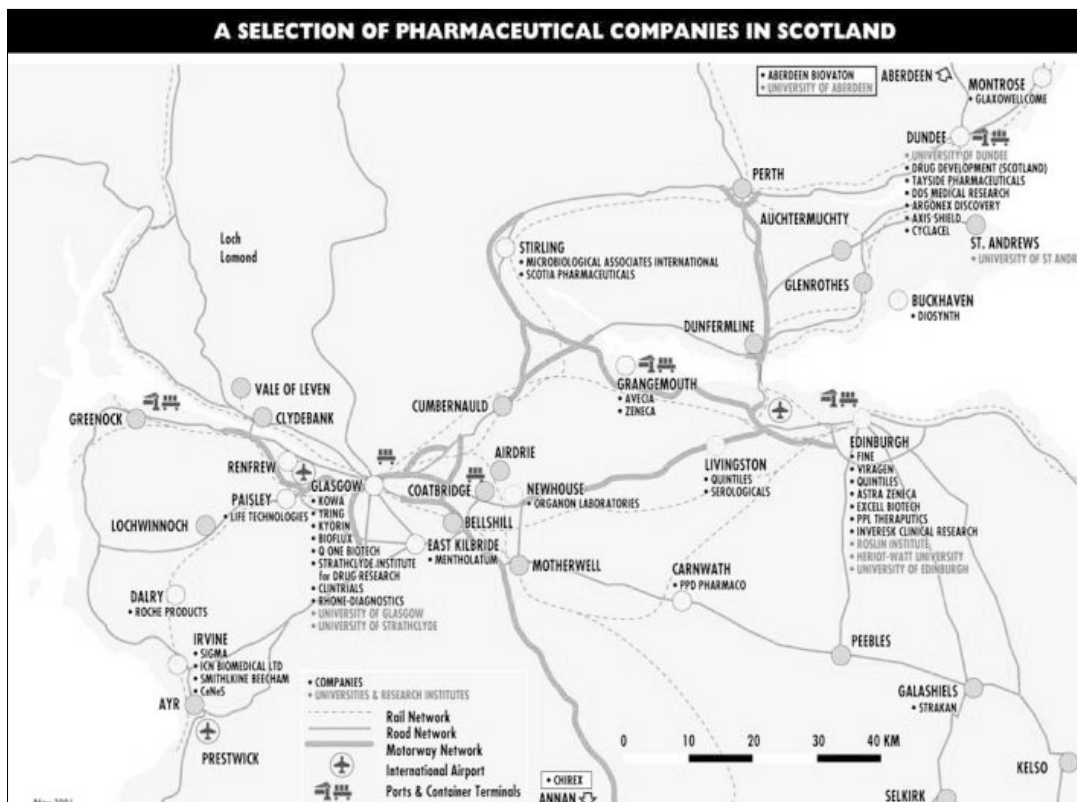 A SELECTION OF PHARMACEUTICAL COMPANIES IN SCOTLAND
• ABERDEEN BIOVATON
• UNIVERSITY OF ABERDEEN
ABERDEEN
MONTROSE
• GLAXOWELLCOME
DUNDEE
• UNIVERSITY OF DUNDEE
• DRUG DEVELOPMENT (SCOTLAND)
• TAYSIDE PHARMACEUTICALS
• DDS MEDICAL RESEARCH
• ARGONEX DISCOVERY
• AXIS SHIELD
• CYCLACEL
PERTH
AUCHTERMUCHTY
ST. ANDREWS
• UNIVERSITY OF ST ANDR
Loch
Lomond
STIRLING
• MICROBIOLOGICAL ASSOCIATES INTERNATIONAL
• SCOTIA PHARMACEUTICALS
GLENROTHES
BUCKHAVEN
• DIOSYNTH
DUNFERMLINE
GRANGEMOUTH
• AVECIA
• ZENECA
VALE OF LEVEN
GREENOCK
CLYDEBANK
CUMBERNAULD
EDINBURGH
• FINE
• VIRAGEN
• QUINTILES
• ASTRA ZENECA
• EXCELL BIOTECH
• PPL THERAPUTICS
• INVERESK CLINICAL RESEARCH
• ROSLIN INSTITUTE
• HERIOT-WATT UNIVERSITY
• UNIVERSITY OF EDINBURGH
AIRDRIE
LIVINGSTON
• QUINTILES
• SEROLOGICALS
RENFREW
GLASGOW
• KOWA
• TRING
• KYORIN
• BIOFLUX
• Q ONE BIOTECH
• STRATHCLYDE INSTITUTE
for DRUG RESEARCH
• CLINTRIALS
• RHONE-DIAGNOSTICS
• UNIVERSITY OF GLASGOW
• UNIVERSITY OF STRATHCLYDE
COATBRIDGE
NEWHOUSE
• ORGANON LABORATORIES
PAISLEY
• LIFE TECHNOLOGIES
LOCHWINNOCH
BELLSHILL
EAST KILBRIDE
• MENTHOLATUM
MOTHERWELL
CARNWATH
• PPD PHARMACO
DALRY
• ROCHE PRODUCTS
IRVINE
• SIGMA
• ICN BIOMEDICAL LTD
• SMITHKLINE BEECHAM
• CeNeS
AYR
PRESTWICK
PEEBLES
GALASHIELS
• STRAKAN
KELSO
SELKIRK
• COMPANIES
• UNIVERSITIES & RESEARCH INSTITUTES
Rail Network
Road Network
Motorway Network
International Airport
Ports & Container Terminals
0 10 20 30 40 KM
• CHIREX
ANNAN